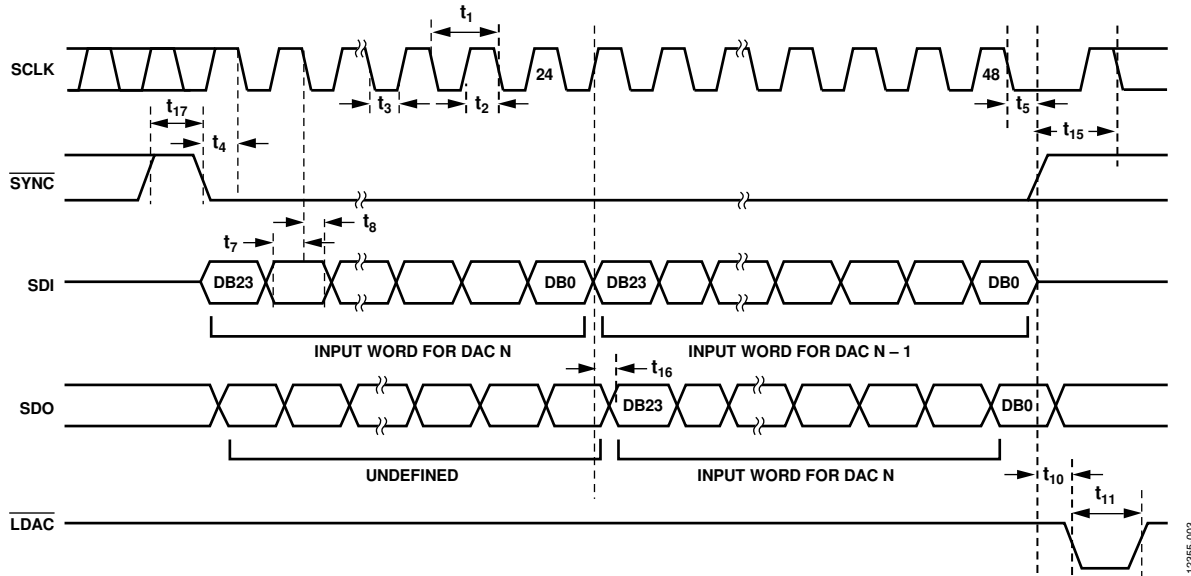 t1
SCLK
24
48
t3
t2
t5
t17
t4
t15
SYNC
t8
t7
SDI
DB23
DB0
DB23
DB0
INPUT WORD FOR DAC N
INPUT WORD FOR DAC N – 1
t16
SDO
DB23
DB0
UNDEFINED
INPUT WORD FOR DAC N
t10
t11
LDAC
12355-003